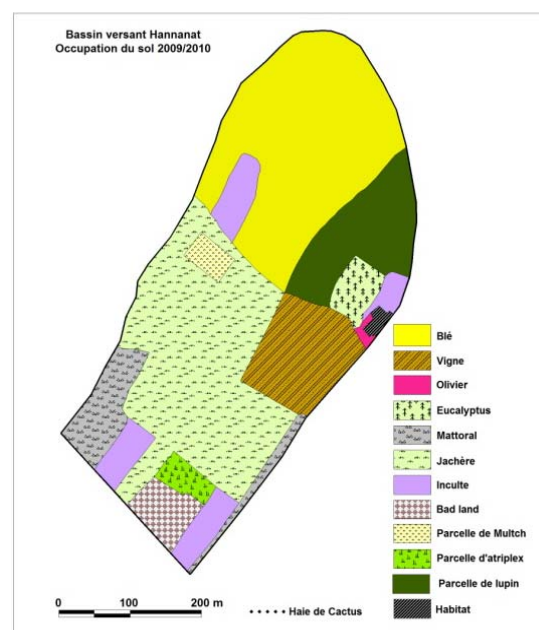 Bassin versant Hannanat
Occupation du sol 2009/2010
Blé
Vigne
Olivier
Eucalyptus
Mattoral
Jachère
Inculte
Bad land
Parcelle de Multch
Parcelle d'atriplex
Parcelle de lupin
Habitat
0 100 200 m
Haie de Cactus